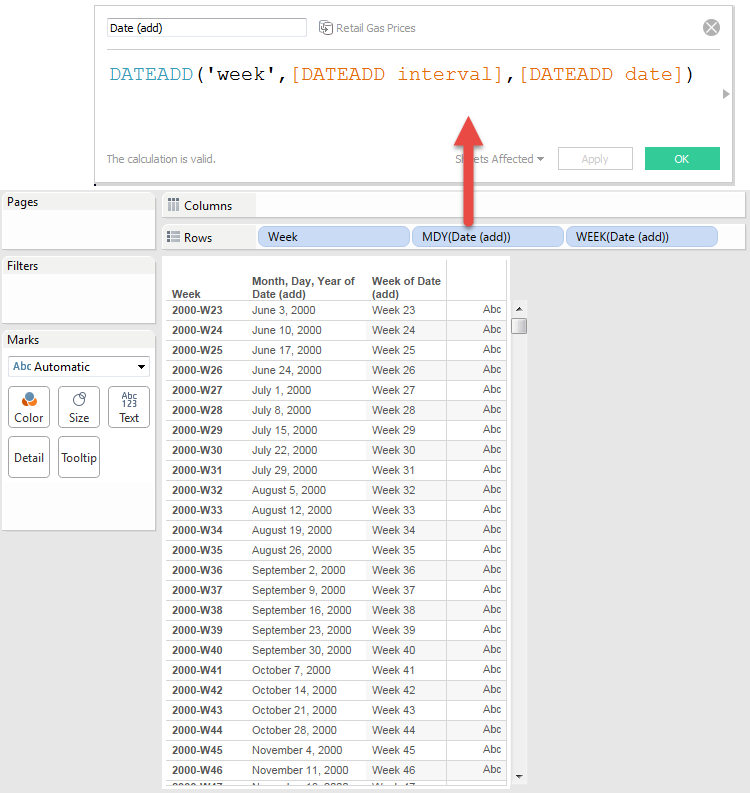 Date (add) Retail Gas Prices
DATEADD('week',[DATEADD interval],[DATEADD date])
The calculation is valid. Sheets Affected Apply OK
Pages
Columns
Rows Week MDY(Date (add)) WEEK(Date (add))
Filters
Marks
Abc Automatic
Color Size Abc 123 Text
Detail Tooltip
Week Month, Day, Year of Date (add) Week of Date (add)
2000-W23 June 3, 2000 Week 23 Abc
2000-W24 June 10, 2000 Week 24 Abc
2000-W25 June 17, 2000 Week 25 Abc
2000-W26 June 24, 2000 Week 26 Abc
2000-W27 July 1, 2000 Week 27 Abc
2000-W28 July 8, 2000 Week 28 Abc
2000-W29 July 15, 2000 Week 29 Abc
2000-W30 July 22, 2000 Week 30 Abc
2000-W31 July 29, 2000 Week 31 Abc
2000-W32 August 5, 2000 Week 32 Abc
2000-W33 August 12, 2000 Week 33 Abc
2000-W34 August 19, 2000 Week 34 Abc
2000-W35 August 26, 2000 Week 35 Abc
2000-W36 September 2, 2000 Week 36 Abc
2000-W37 September 9, 2000 Week 37 Abc
2000-W38 September 16, 2000 Week 38 Abc
2000-W39 September 23, 2000 Week 39 Abc
2000-W40 September 30, 2000 Week 40 Abc
2000-W41 October 7, 2000 Week 41 Abc
2000-W42 October 14, 2000 Week 42 Abc
2000-W43 October 21, 2000 Week 43 Abc
2000-W44 October 28, 2000 Week 44 Abc
2000-W45 November 4, 2000 Week 45 Abc
2000-W46 November 11, 2000 Week 46 Abc